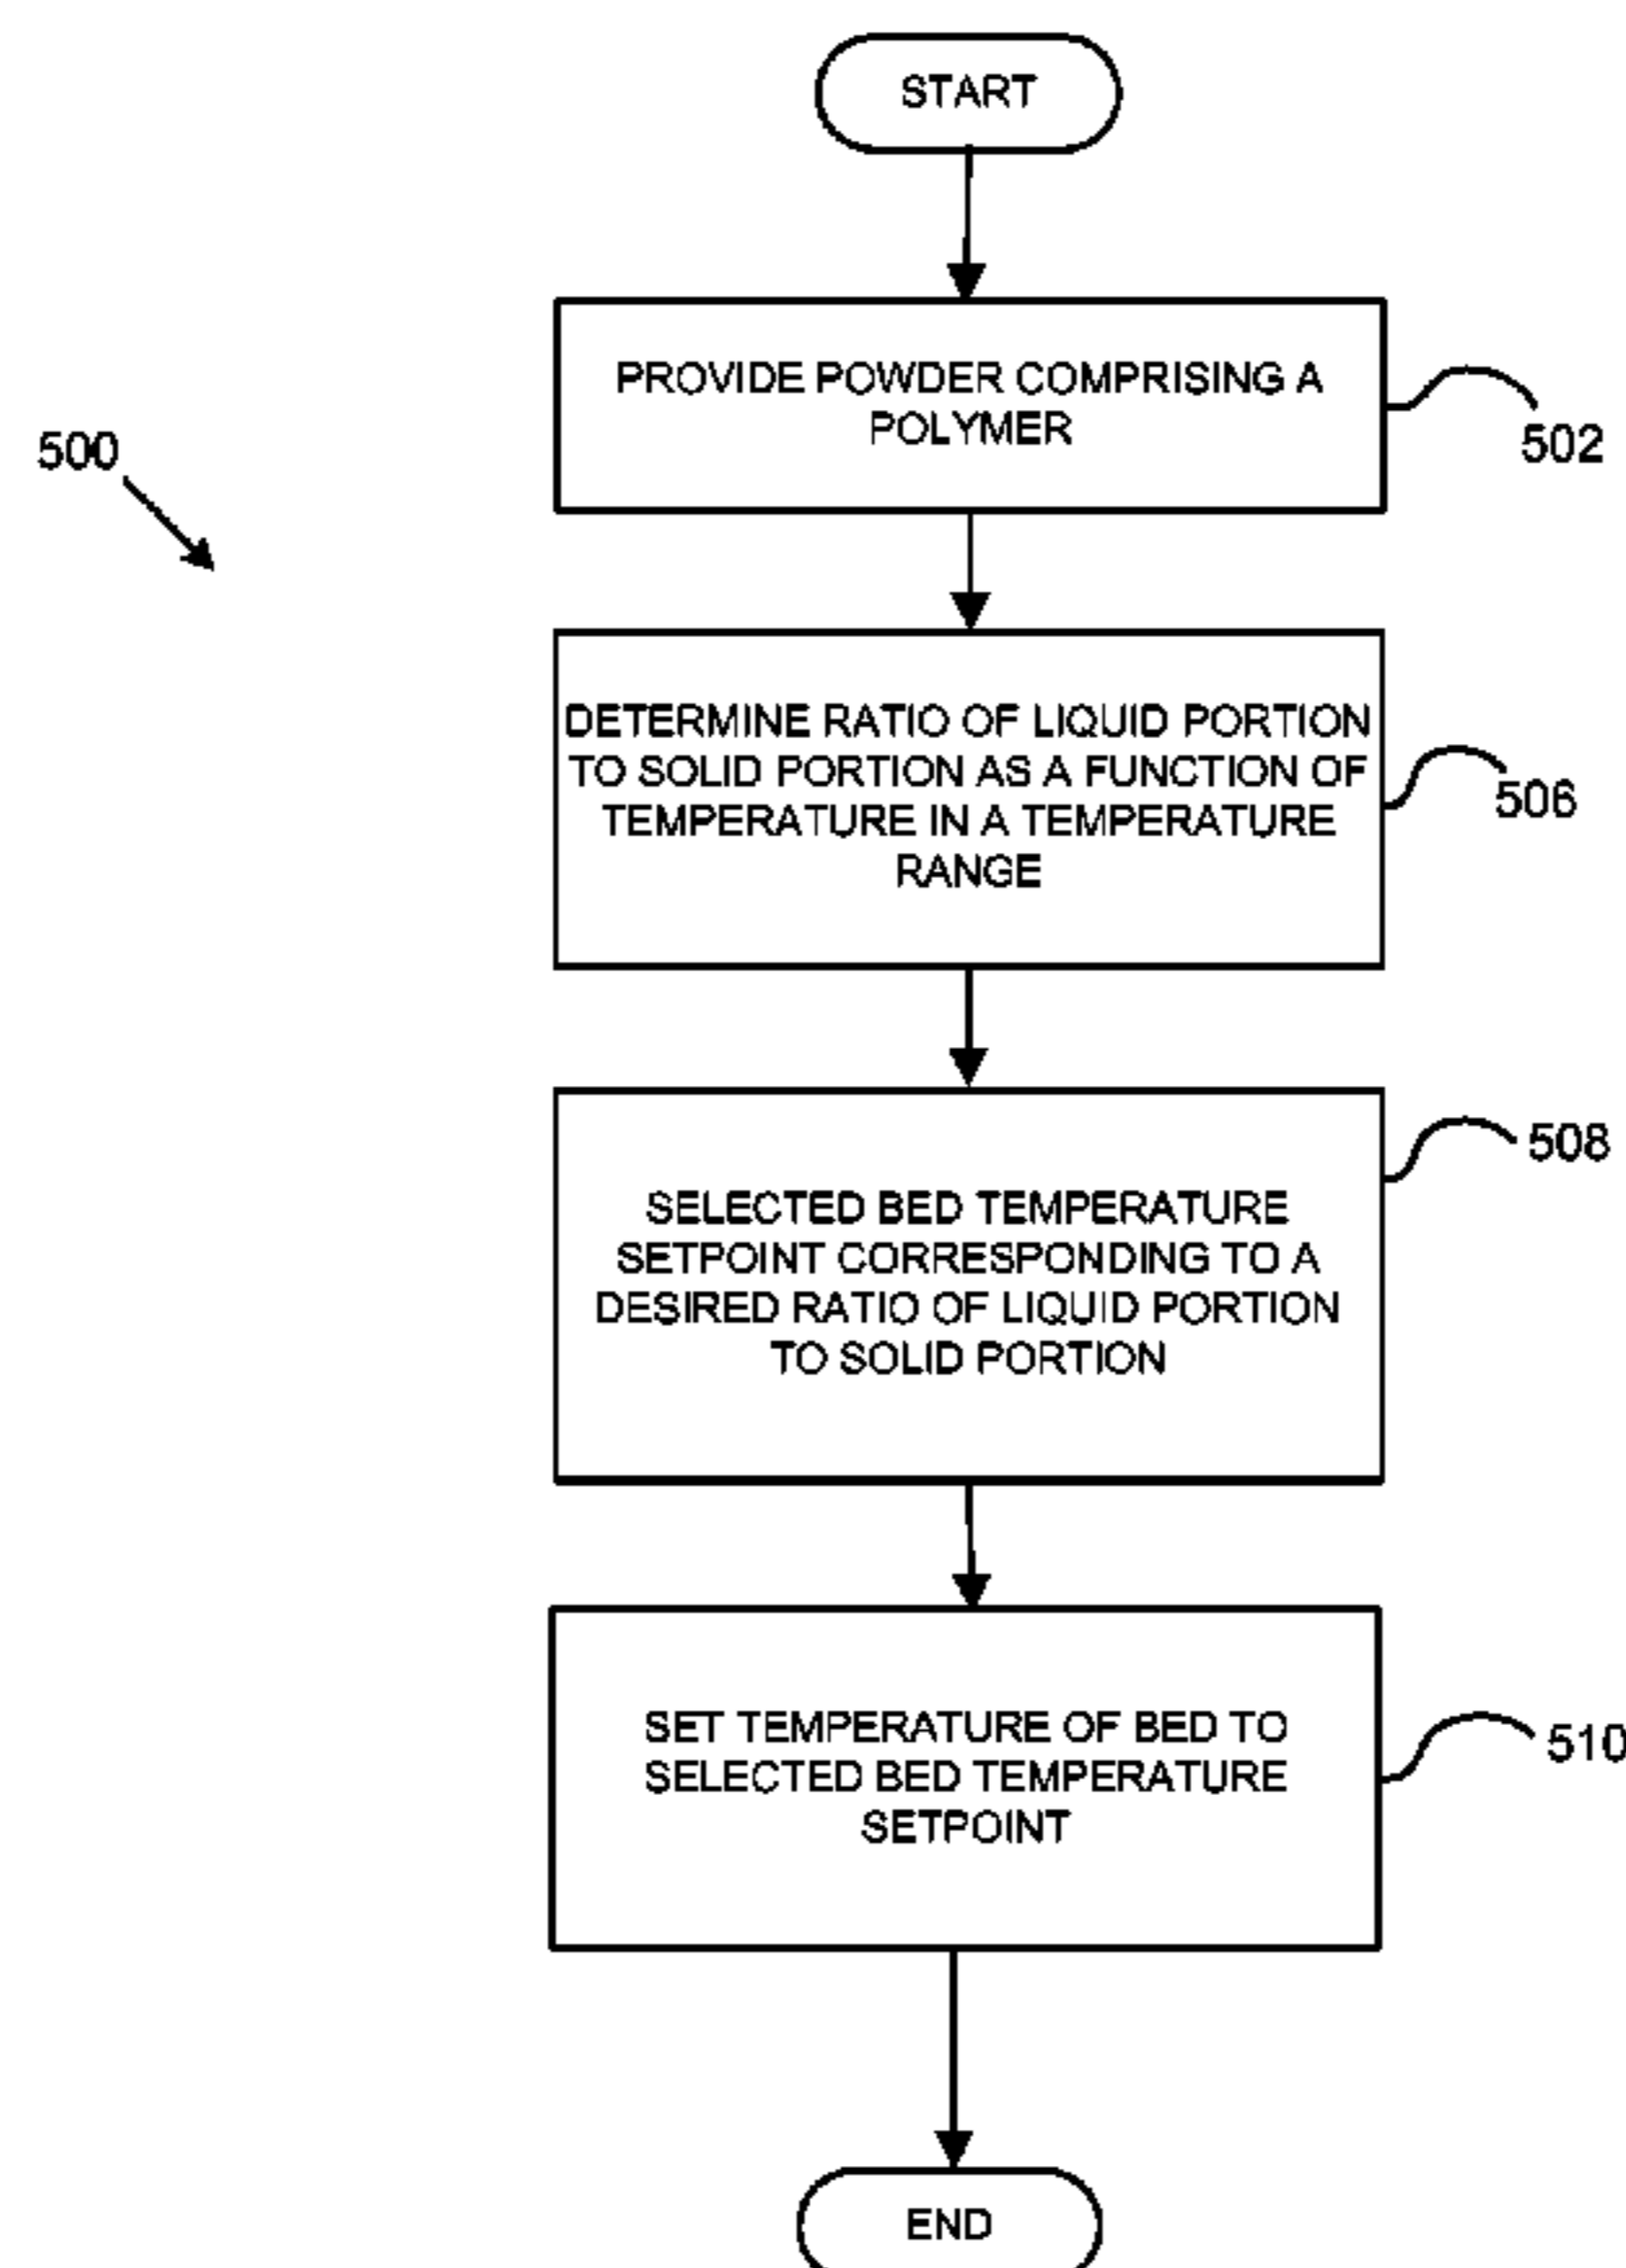 START
PROVIDE POWDER COMPRISING A
POLYMER
502
500
DETERMINE RATIO OF LIQUID PORTION
TO SOLID PORTION AS A FUNCTION OF
TEMPERATURE IN A TEMPERATURE
RANGE
506
508
SELECTED BED TEMPERATURE
SETPOINT CORRESPONDING TO A
DESIRED RATIO OF LIQUID PORTION
TO SOLID PORTION
SET TEMPERATURE OF BED TO
SELECTED BED TEMPERATURE
SETPOINT
510
END